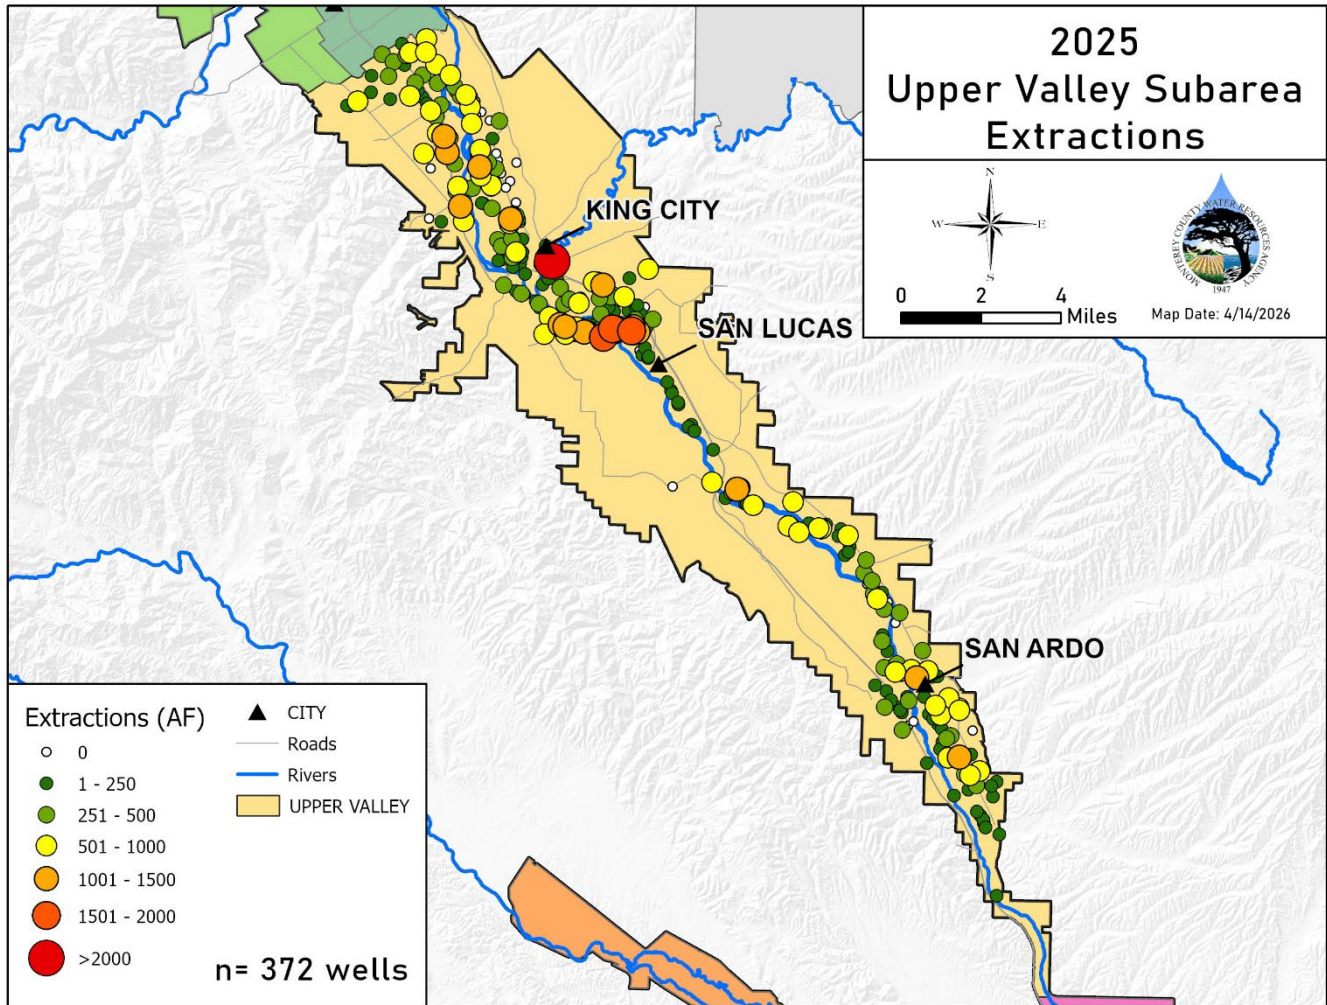 2025
Upper Valley Subarea
Extractions
N
W
E
S
0 2 4
Miles
MONTEREY COUNTY WATER RESOURCES AGENCY
1947
Map Date: 4/14/2026
KING CITY
SAN LUCAS
SAN ARDO
Extractions (AF)
0
1 - 250
251 - 500
501 - 1000
1001 - 1500
1501 - 2000
>2000
CITY
Roads
Rivers
UPPER VALLEY
n= 372 wells